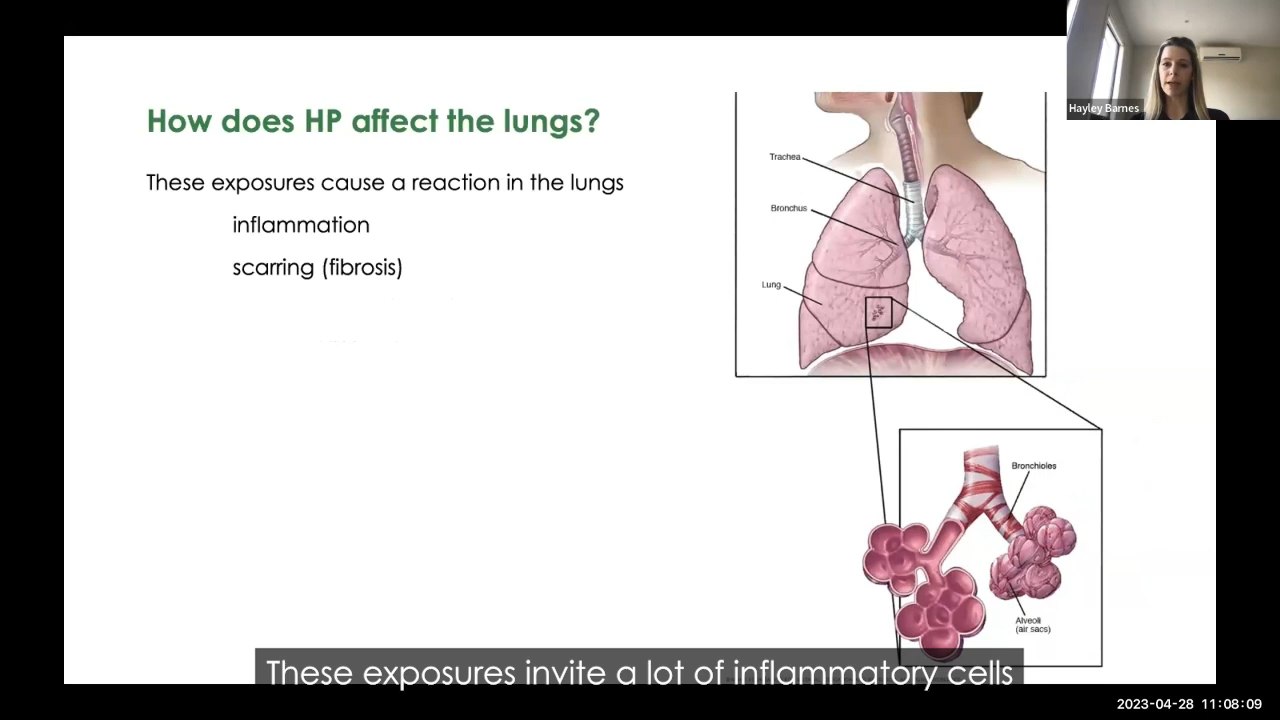 Hayley Barnes
How does HP affect the lungs?
These exposures cause a reaction in the lungs
inflammation
scarring (fibrosis)
Trachea
Bronchus
Lung
Bronchioles
Alveoli
(air sacs)
These exposures invite a lot of inflammatory cells
2023-04-28 11:08:09